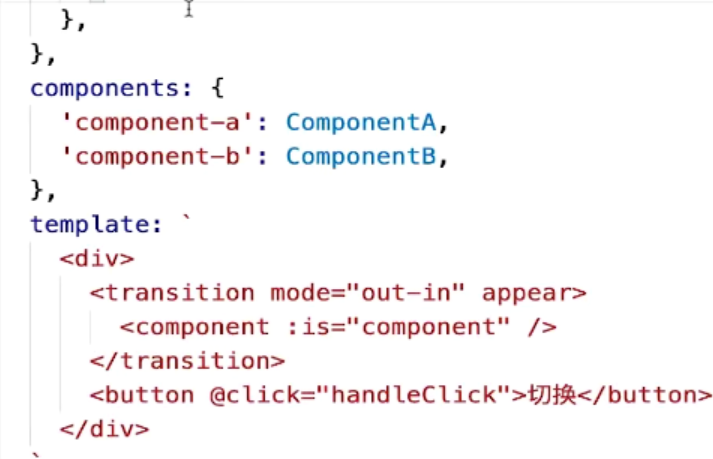 },
},
components: {
'component-a': ComponentA,
'component-b': ComponentB,
},
template: `
<div>
<transition mode="out-in" appear>
<component :is="component" />
</transition>
<button @click="handleClick">切换</button>
</div>
`